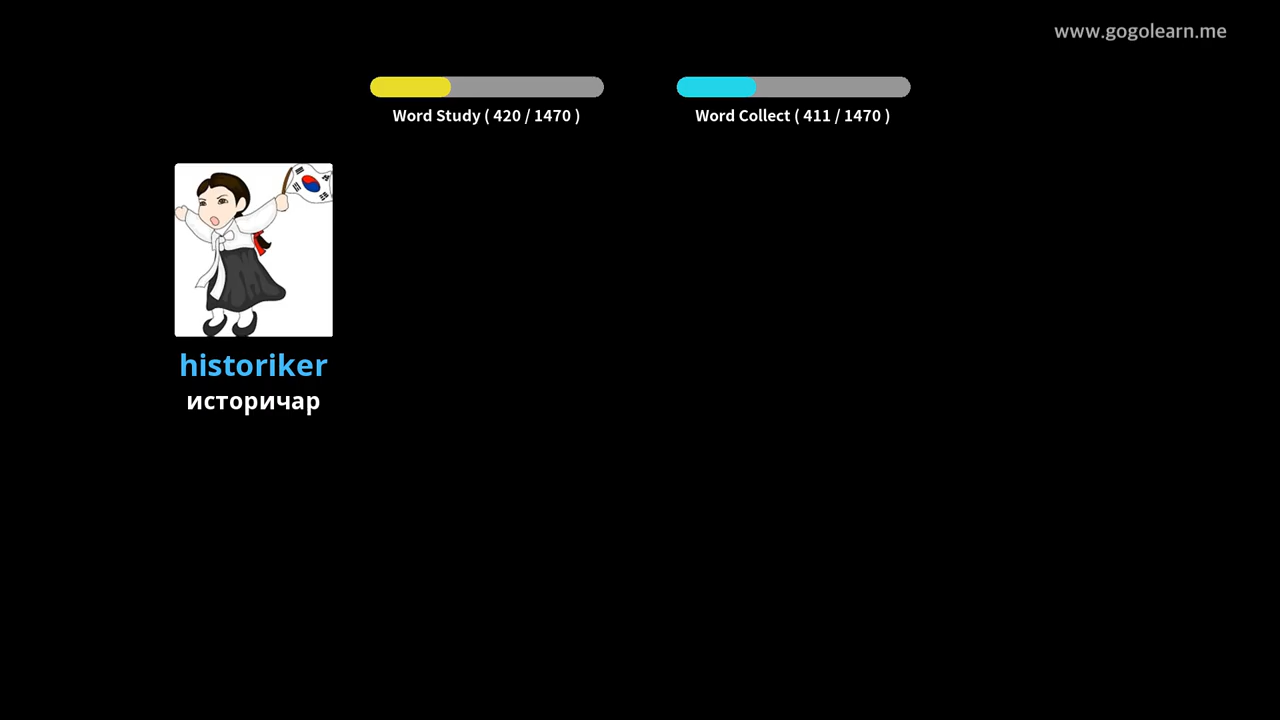 www.gogolearn.me
Word Study ( 420 / 1470 )
Word Collect ( 411 / 1470 )
historiker
историчар